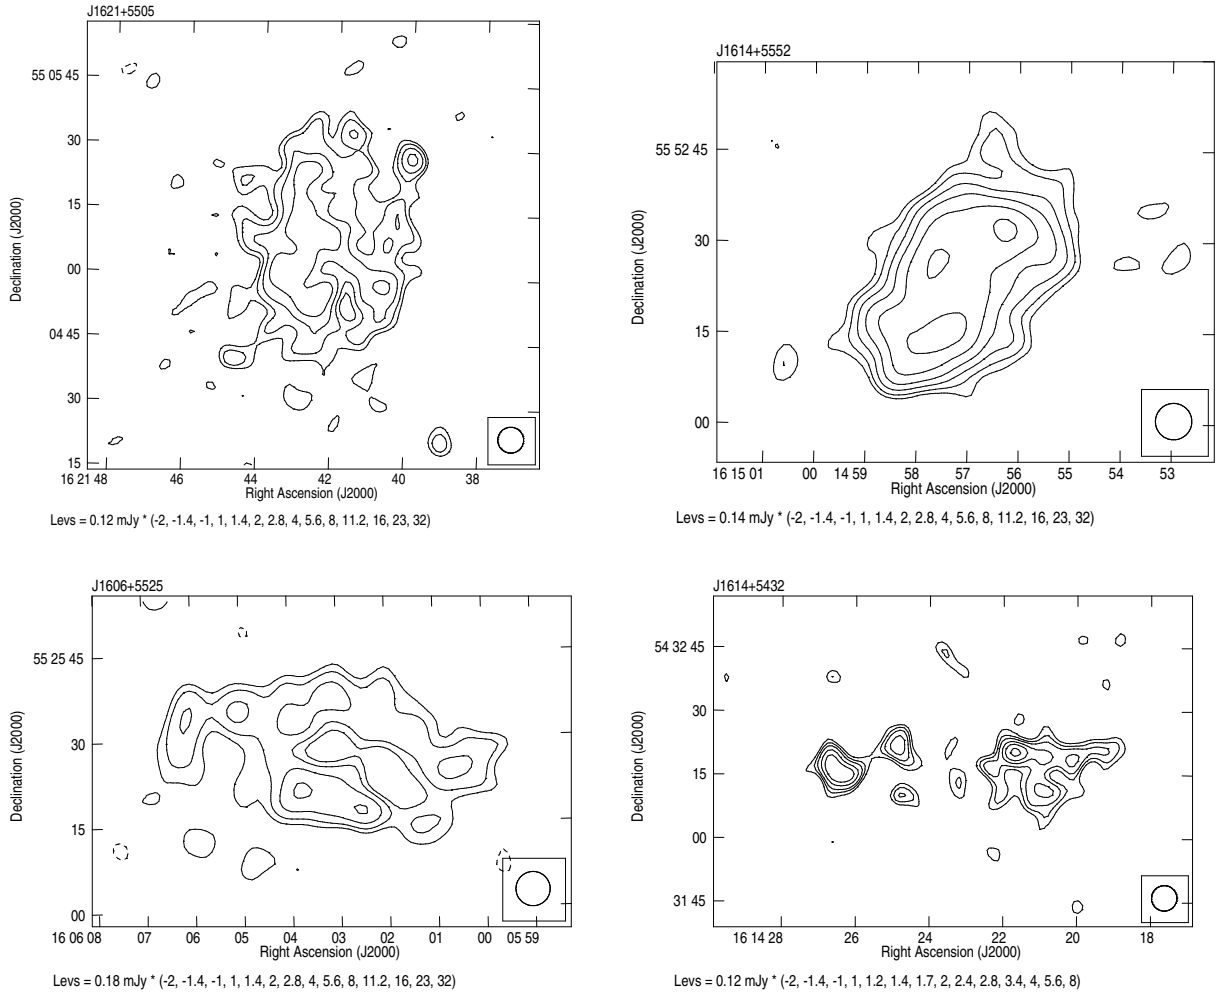 J1621+5505
55 05 45
30
15
00
04 45
30
15
Declination (J2000)
16 21 48 46 44 42 40 38
Right Ascension (J2000)
Levs = 0.12 mJy * (-2, -1.4, -1, 1, 1.4, 2, 2.8, 4, 5.6, 8, 11.2, 16, 23, 32)
J1614+5552
55 52 45
30
15
00
Declination (J2000)
16 15 01 00 14 59 58 57 56 55 54 53
Right Ascension (J2000)
Levs = 0.14 mJy * (-2, -1.4, -1, 1, 1.4, 2, 2.8, 4, 5.6, 8, 11.2, 16, 23, 32)
J1606+5525
55 25 45
30
15
00
Declination (J2000)
16 06 08 07 06 05 04 03 02 01 00 05 59
Right Ascension (J2000)
Levs = 0.18 mJy * (-2, -1.4, -1, 1, 1.4, 2, 2.8, 4, 5.6, 8, 11.2, 16, 23, 32)
J1614+5432
54 32 45
30
15
00
31 45
Declination (J2000)
16 14 28 26 24 22 20 18
Right Ascension (J2000)
Levs = 0.12 mJy * (-2, -1.4, -1, 1, 1.2, 1.4, 1.7, 2, 2.4, 2.8, 3.4, 4, 5.6, 8)